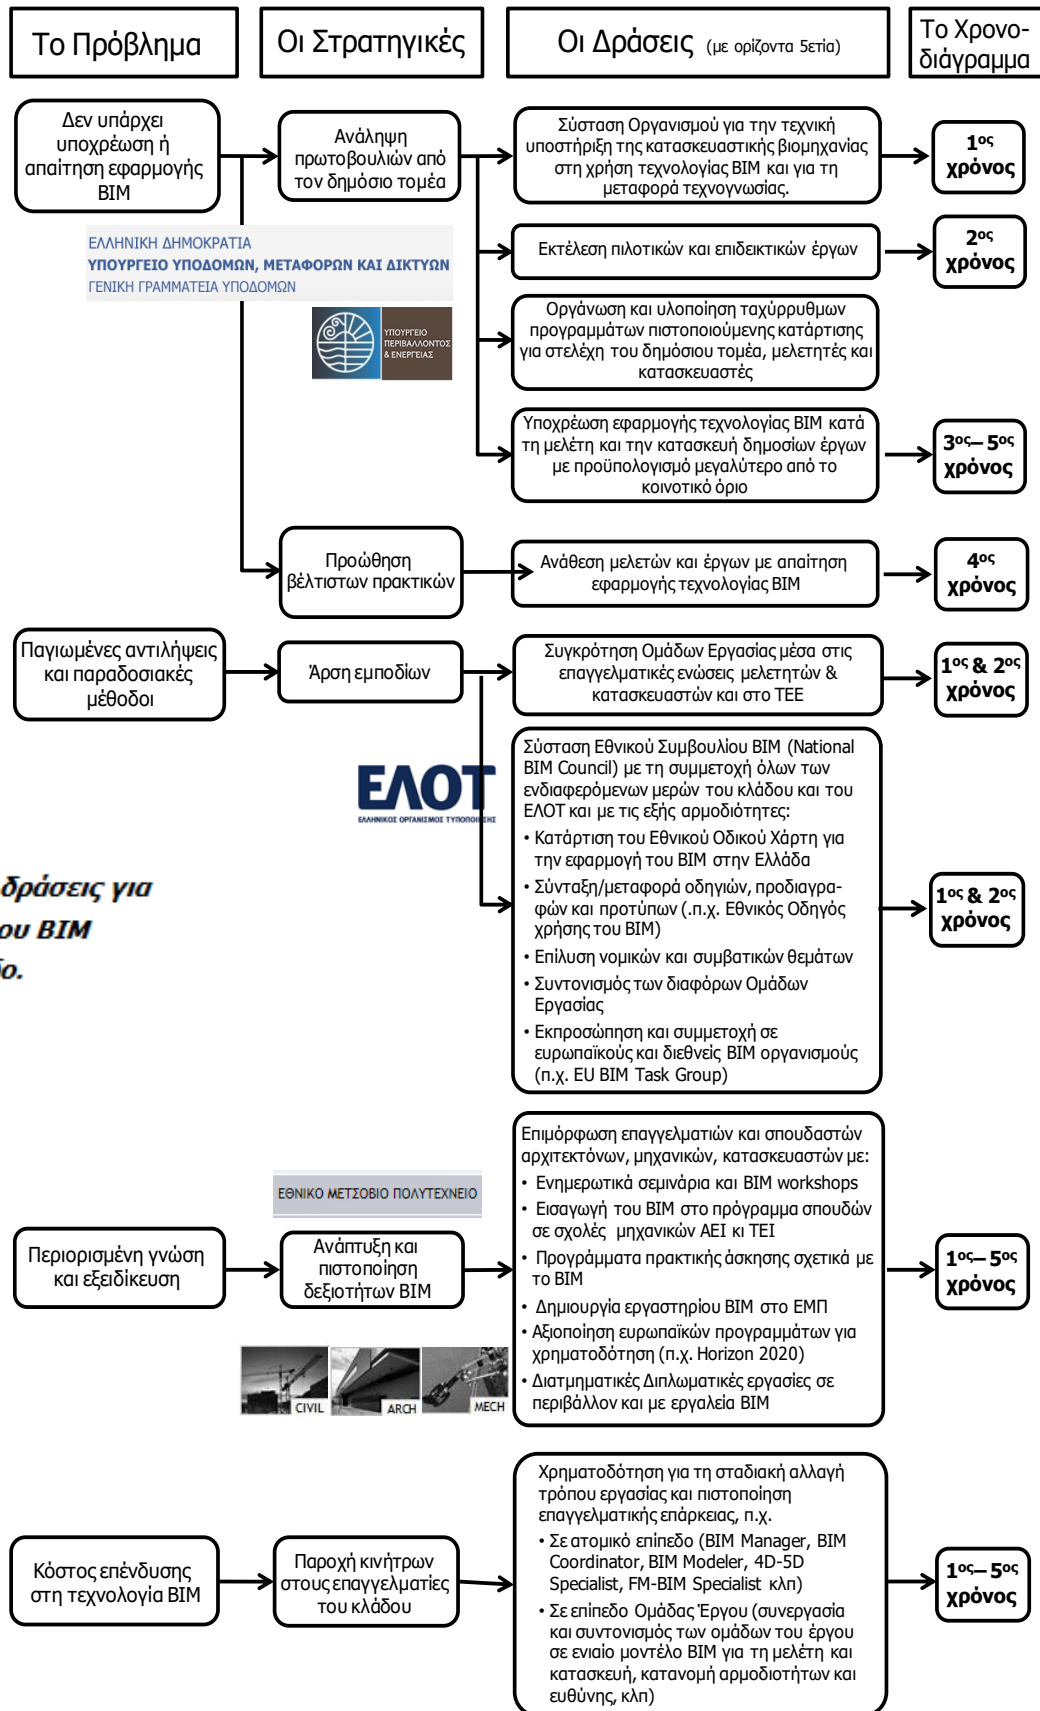 Το Πρόβλημα
Οι Στρατηγικές
Οι Δράσεις (με ορίζοντα 5ετία)
Το Χρονο-
διάγραμμα
Δεν υπάρχει
υποχρέωση ή
απαίτηση εφαρμογής
BIM
Ανάληψη
πρωτοβουλιών από
τον δημόσιο τομέα
Σύσταση Οργανισμού για την τεχνική
υποστήριξη της κατασκευαστικής βιομηχανίας
στη χρήση τεχνολογίας BIM και για τη
μεταφορά τεχνογνωσίας.
1ος
χρόνος
ΕΛΛΗΝΙΚΗ ΔΗΜΟΚΡΑΤΙΑ
ΥΠΟΥΡΓΕΙΟ ΥΠΟΔΟΜΩΝ, ΜΕΤΑΦΟΡΩΝ ΚΑΙ ΔΙΚΤΥΩΝ
ΓΕΝΙΚΗ ΓΡΑΜΜΑΤΕΙΑ ΥΠΟΔΟΜΩΝ
Εκτέλεση πιλοτικών και επιδεικτικών έργων
2ος
χρόνος
ΥΠΟΥΡΓΕΙΟ
ΠΕΡΙΒΑΛΛΟΝΤΟΣ
& ΕΝΕΡΓΕΙΑΣ
Οργάνωση και υλοποίηση ταχύρρυθμων
προγραμμάτων πιστοποιούμενης κατάρτισης
για στελέχη του δημόσιου τομέα, μελετητές και
κατασκευαστές
Υποχρέωση εφαρμογής τεχνολογίας BIM κατά
τη μελέτη και την κατασκευή δημοσίων έργων
με προϋπολογισμό μεγαλύτερο από το
κοινοτικό όριο
3ος– 5ος
χρόνος
Προώθηση
βέλτιστων πρακτικών
Ανάθεση μελετών και έργων με απαίτηση
εφαρμογής τεχνολογίας BIM
4ος
χρόνος
Παγιωμένες αντιλήψεις
και παραδοσιακές
μέθοδοι
Άρση εμποδίων
Συγκρότηση Ομάδων Εργασίας μέσα στις
επαγγελματικές ενώσεις μελετητών &
κατασκευαστών και στο ΤΕΕ
1ος & 2ος
χρόνος
ΕΛΟΤ
ΕΛΛΗΝΙΚΟΣ ΟΡΓΑΝΙΣΜΟΣ ΤΥΠΟΠΟΙΗΣΗΣ
Σύσταση Εθνικού Συμβουλίου BIM (National
BIM Council) με τη συμμετοχή όλων των
ενδιαφερόμενων μερών του κλάδου και του
ΕΛΟΤ και με τις εξής αρμοδιότητες:
• Κατάρτιση του Εθνικού Οδικού Χάρτη για
την εφαρμογή του BIM στην Ελλάδα
• Σύνταξη/μεταφορά οδηγιών, προδιαγρα-
φών και προτύπων (.π.χ. Εθνικός Οδηγός
χρήσης του BIM)
• Επίλυση νομικών και συμβατικών θεμάτων
• Συντονισμός των διαφόρων Ομάδων
Εργασίας
• Εκπροσώπηση και συμμετοχή σε
ευρωπαϊκούς και διεθνείς BIM οργανισμούς
(π.χ. EU BIM Task Group)
1ος & 2ος
χρόνος
δράσεις για
ου BIM
δο.
ΕΘΝΙΚΟ ΜΕΤΣΟΒΙΟ ΠΟΛΥΤΕΧΝΕΙΟ
Περιορισμένη γνώση
και εξειδίκευση
Ανάπτυξη και
πιστοποίηση
δεξιοτήτων BIM
Επιμόρφωση επαγγελματιών και σπουδαστών
αρχιτεκτόνων, μηχανικών, κατασκευαστών με:
• Ενημερωτικά σεμινάρια και BIM workshops
• Εισαγωγή του BIM στο πρόγραμμα σπουδών
σε σχολές μηχανικών ΑΕΙ κι ΤΕΙ
• Προγράμματα πρακτικής άσκησης σχετικά με
το BIM
• Δημιουργία εργαστηρίου BIM στο ΕΜΠ
• Αξιοποίηση ευρωπαϊκών προγραμμάτων για
χρηματοδότηση (π.χ. Horizon 2020)
• Διατμηματικές Διπλωματικές εργασίες σε
περιβάλλον και με εργαλεία BIM
1ος– 5ος
χρόνος
CIVIL
ARCH
MECH
Κόστος επένδυσης
στη τεχνολογία BIM
Παροχή κινήτρων
στους επαγγελματίες
του κλάδου
Χρηματοδότηση για τη σταδιακή αλλαγή
τρόπου εργασίας και πιστοποίηση
επαγγελματικής επάρκειας, π.χ.
• Σε ατομικό επίπεδο (BIM Manager, BIM
Coordinator, BIM Modeler, 4D-5D
Specialist, FM-BIM Specialist κλπ)
• Σε επίπεδο Ομάδας Έργου (συνεργασία
και συντονισμός των ομάδων του έργου
σε ενιαίο μοντέλο BIM για τη μελέτη και
κατασκευή, κατανομή αρμοδιοτήτων και
ευθύνης, κλπ)
1ος– 5ος
χρόνος